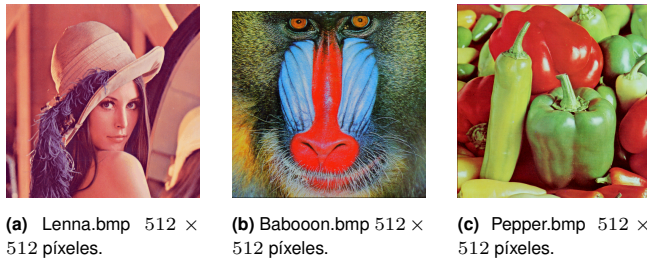 (a) Lenna.bmp 512 ×
512 píxeles.
(b) Babooon.bmp 512 ×
512 píxeles.
(c) Pepper.bmp 512 ×
512 píxeles.